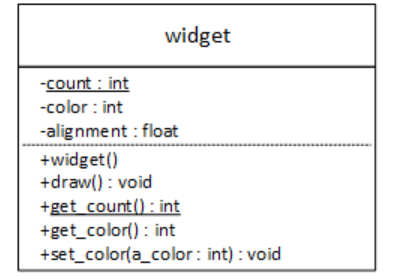 widget
-count : int
-color : int
-alignment : float
+widget()
+draw() : void
+get_count() : int
+get_color() : int
+set_color(a_color : int) : void